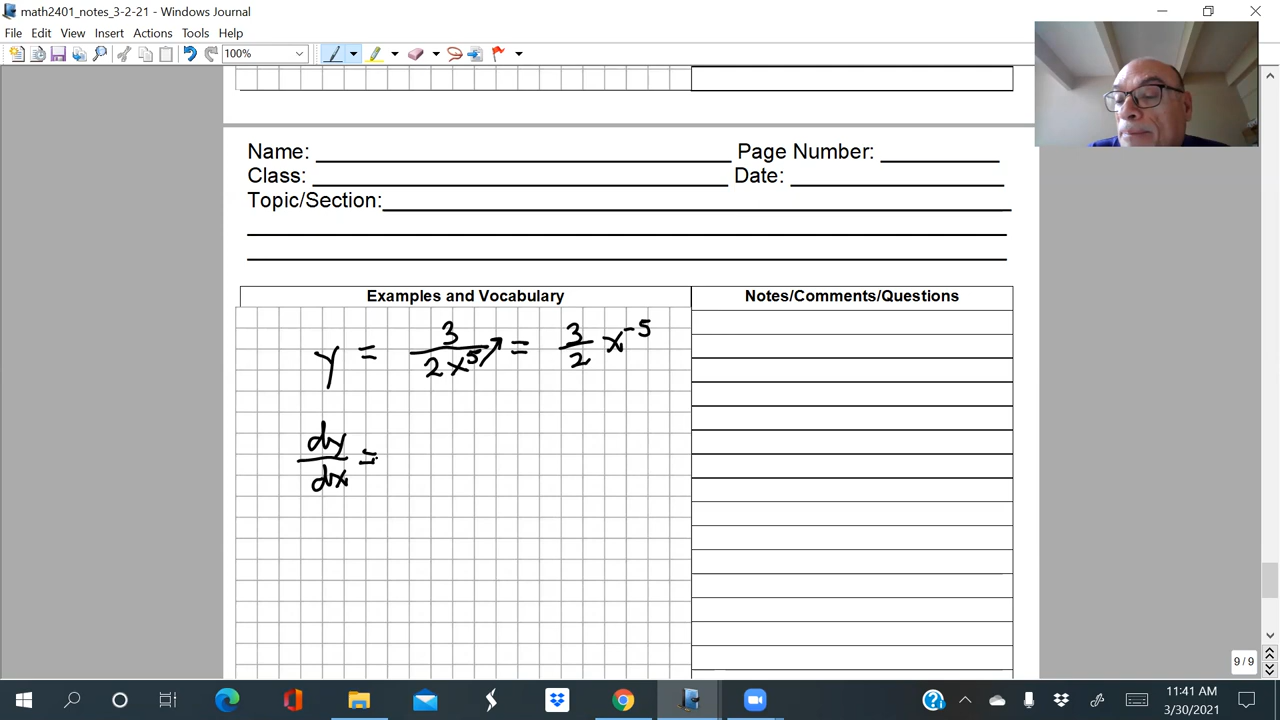 math2401_notes_3-2-21 - Windows Journal
File Edit View Insert Actions Tools Help
100%
Name: Page Number:
Class: Date:
Topic/Section:
Examples and Vocabulary Notes/Comments/Questions
y = 3/(2x⁵) = 3/2 x⁻⁵
dy/dx =
9 / 9
11:41 AM
3/30/2021